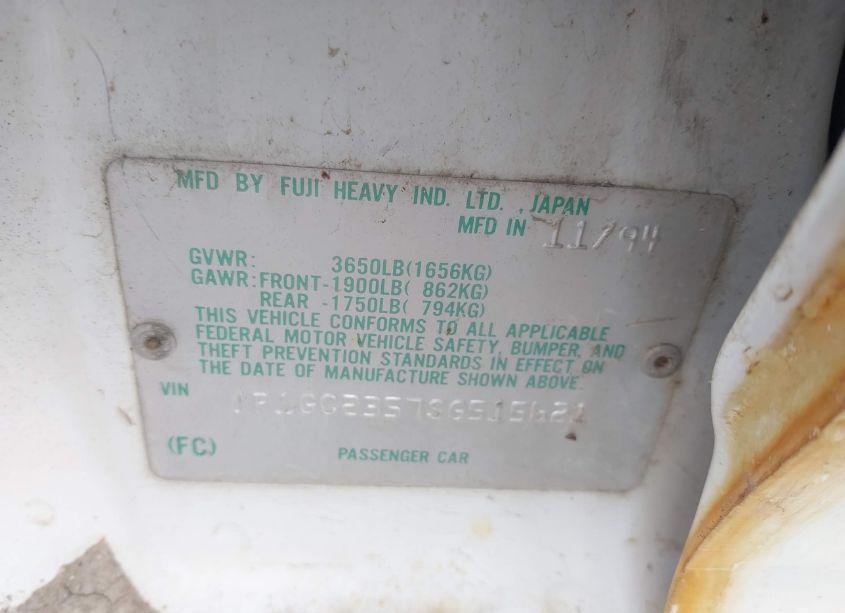 MFD BY FUJI HEAVY IND. LTD. , JAPAN
MFD IN 11/94
GVWR: 3650LB(1656KG)
GAWR: FRONT-1900LB( 862KG)
REAR -1750LB( 794KG)
THIS VEHICLE CONFORMS TO ALL APPLICABLE
FEDERAL MOTOR VEHICLE SAFETY, BUMPER, AND
THEFT PREVENTION STANDARDS IN EFFECT ON
THE DATE OF MANUFACTURE SHOWN ABOVE.
VIN
(FC)
PASSENGER CAR